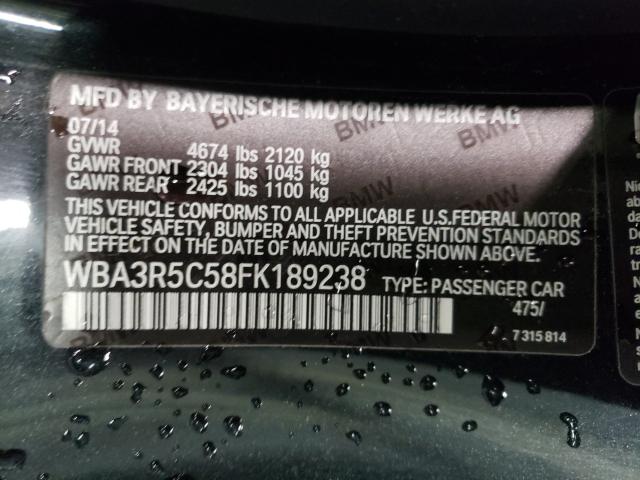 MFD BY BAYERISCHE MOTOREN WERKE AG
07/14
GVWR 4674 lbs 2120 kg
GAWR FRONT 2304 lbs 1045 kg
GAWR REAR 2425 lbs 1100 kg
THIS VEHICLE CONFORMS TO ALL APPLICABLE U.S.FEDERAL MOTOR
VEHICLE SAFETY, BUMPER AND THEFT PREVENTION STANDARDS
IN EFFECT ON THE DATE OF MANUFACTURE SHOWN ABOVE.
WBA3R5C58FK189238 TYPE: PASSENGER CAR
475/
7 315 814